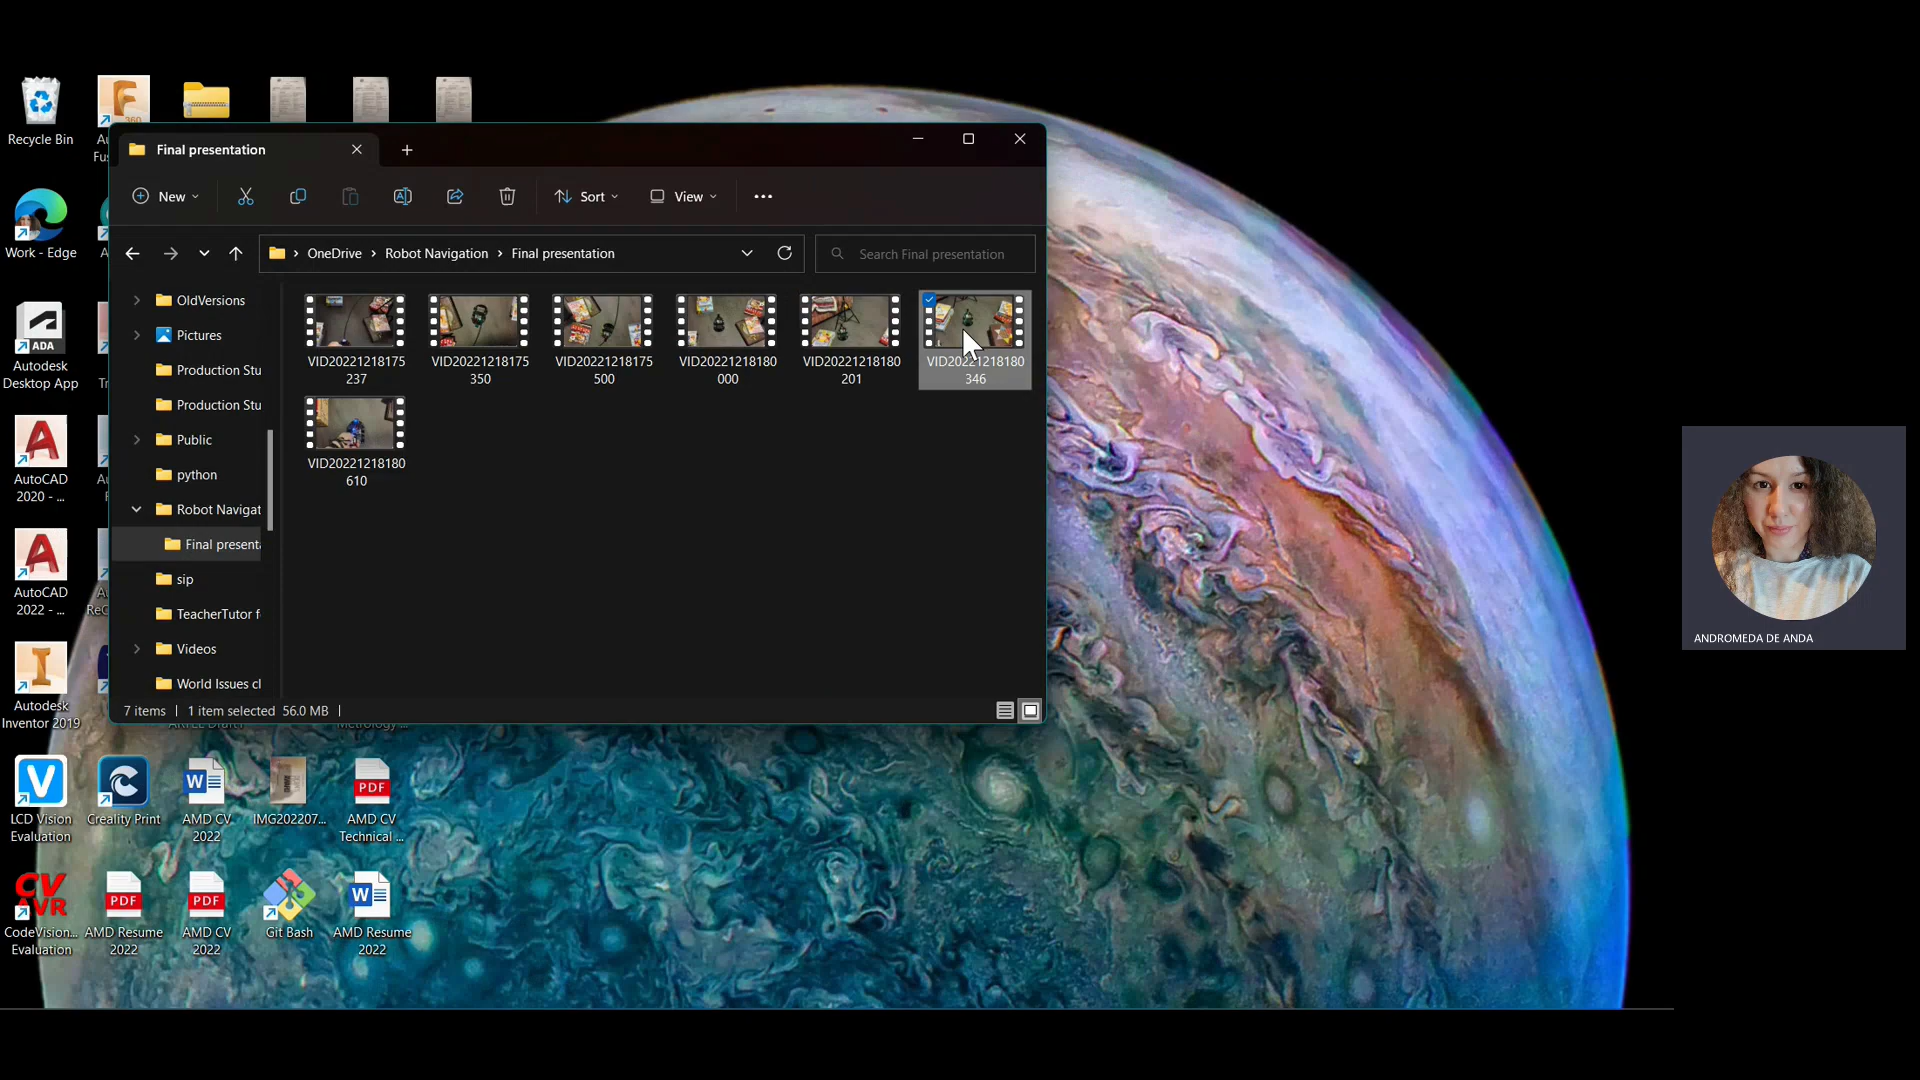 Recycle Bin
Work - Edge
Autodesk
Desktop App
AutoCAD
2020 - ...
AutoCAD
2022 - ...
Autodesk
Inventor 2019
LCD Vision
Evaluation
CodeVision...
Evaluation
Creality Print
AMD Resume
2022
AMD CV
2022
AMD CV
2022
IMG202207...
Git Bash
AMD CV
Technical ...
AMD Resume
2022
Final presentation
New
Sort
View
OneDrive
Robot Navigation
Final presentation
Search Final presentation
OldVersions
Pictures
Production Stu
Production Stu
Public
python
Robot Navigat
Final present
sip
TeacherTutor f
Videos
World Issues cl
VID20221218175
237
VID20221218175
350
VID20221218175
500
VID20221218180
000
VID20221218180
201
VID20221218180
346
VID20221218180
610
7 items
1 item selected 56.0 MB
ANDROMEDA DE ANDA